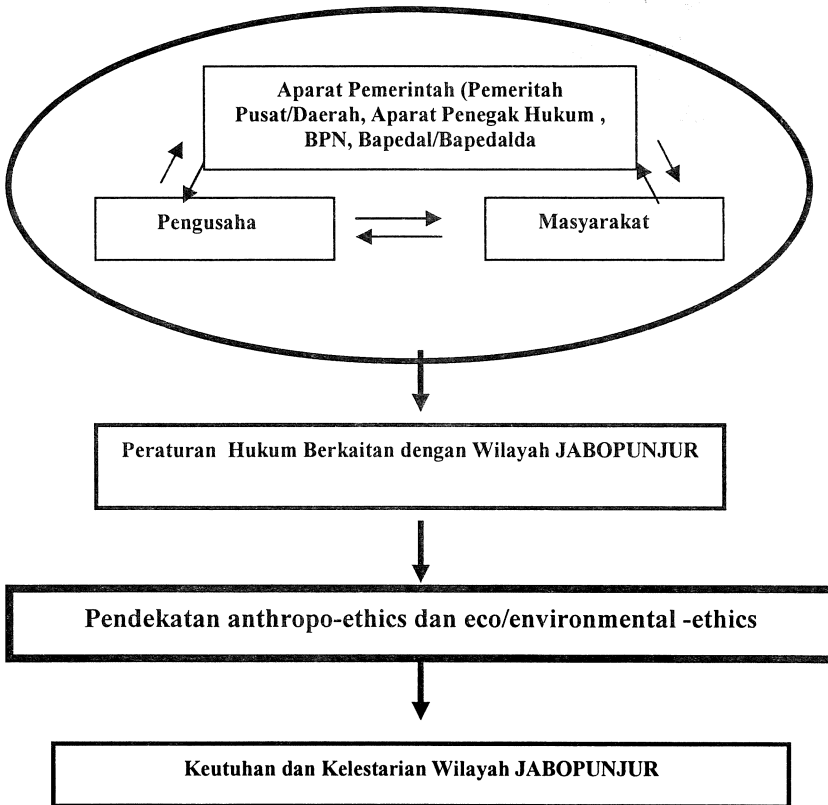 Aparat Pemerintah (Pemeritah
Pusat/Daerah, Aparat Penegak Hukum ,
BPN, Bapedal/Bapedalda
Pengusaha
Masyarakat
Peraturan Hukum Berkaitan dengan Wilayah JABOPUNJUR
Pendekatan anthropo-ethics dan eco/environmental -ethics
Keutuhan dan Kelestarian Wilayah JABOPUNJUR